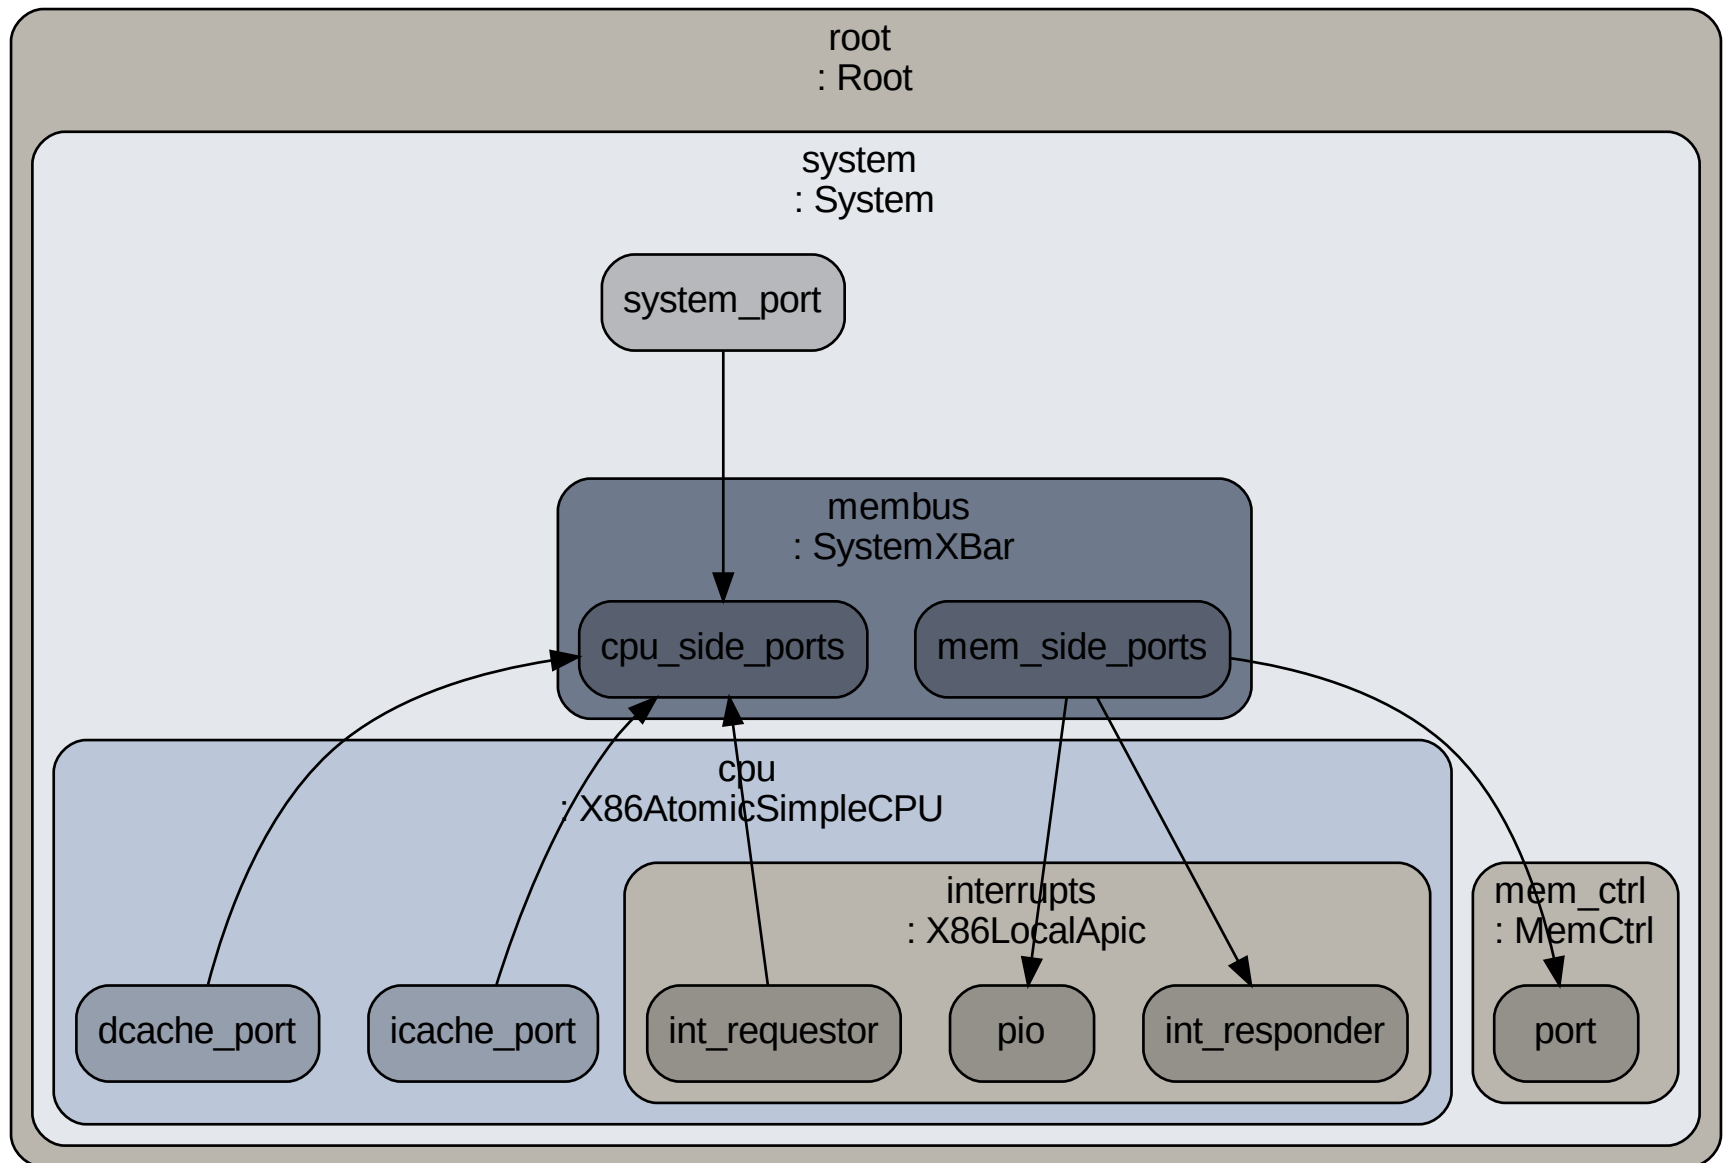 root
: Root
system
: System
system_port
membus
: SystemXBar
cpu_side_ports
mem_side_ports
cpu
: X86AtomicSimpleCPU
interrupts
: X86LocalApic
mem_ctrl
: MemCtrl
dcache_port
icache_port
int_requestor
pio
int_responder
port